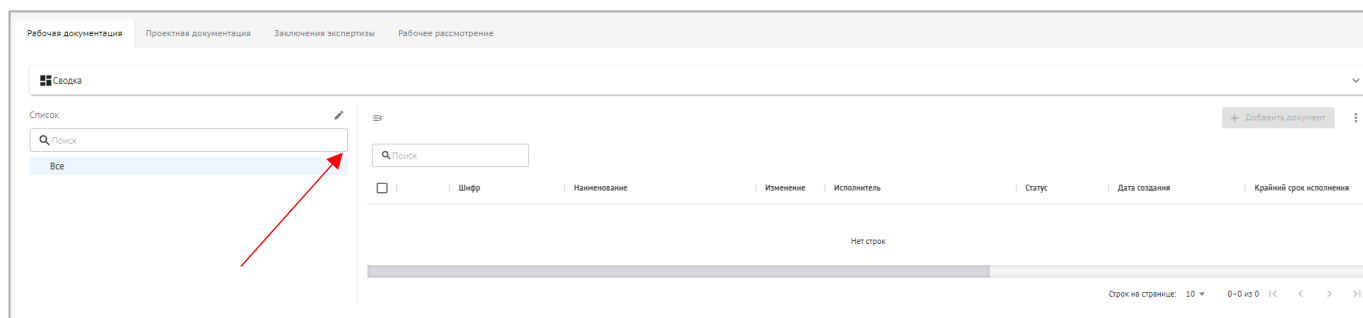 Рабочая документация Проектная документация Заключения экспертизы Рабочее рассмотрение
Сводка
Список
+ Добавить документ
Поиск
Поиск
Все
Шифр Наименование Изменение Исполнитель Статус Дата создания Крайний срок исполнения
Нет строк
Строк на странице: 10 0–0 из 0